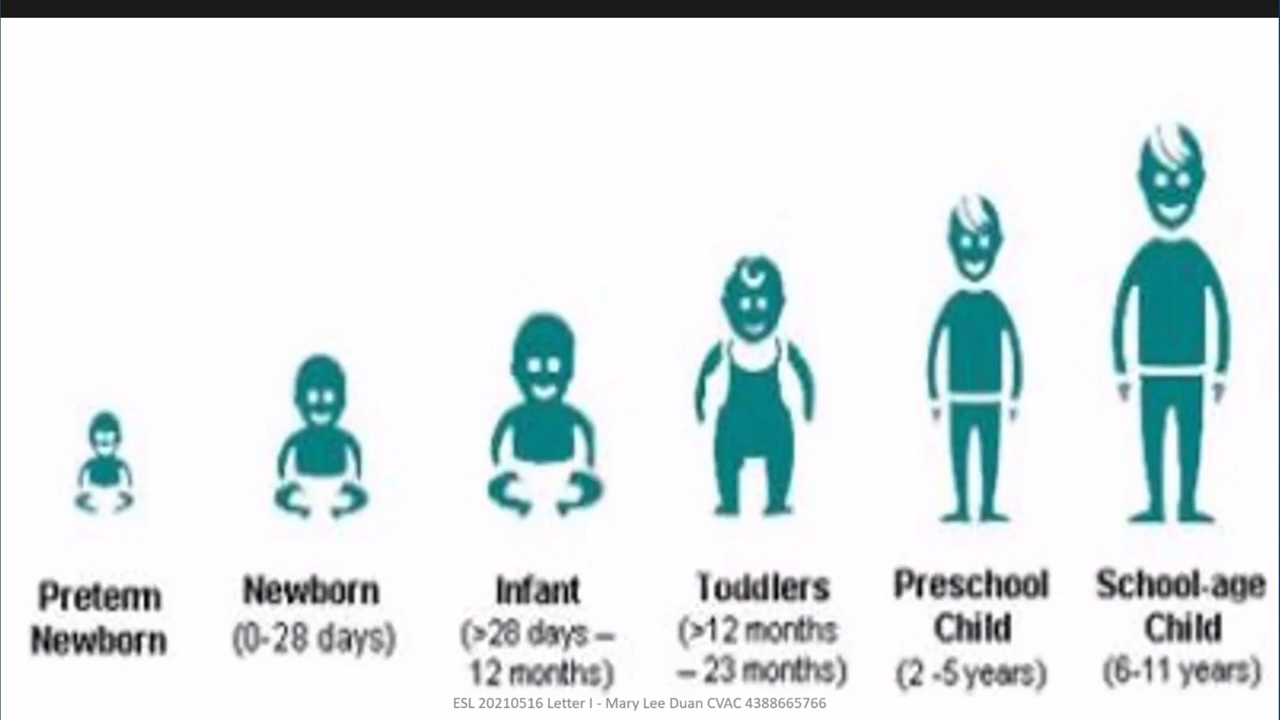 Preterm
Newborn
Newborn
(0-28 days)
Infant
(>28 days –
12 months)
Toddlers
(>12 months
– 23 months)
Preschool
Child
(2 -5 years)
School-age
Child
(6-11 years)
ESL 20210516 Letter I - Mary Lee Duan CVAC 4388665766